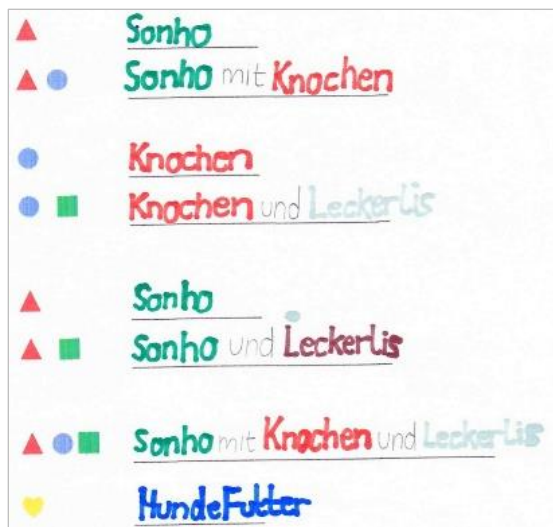 Sonho
Sonho mit Knochen
Knochen
Knochen und Leckerlis
Sonho
Sonho und Leckerlis
Sonho mit Knochen und Leckerlis
HundeFutter